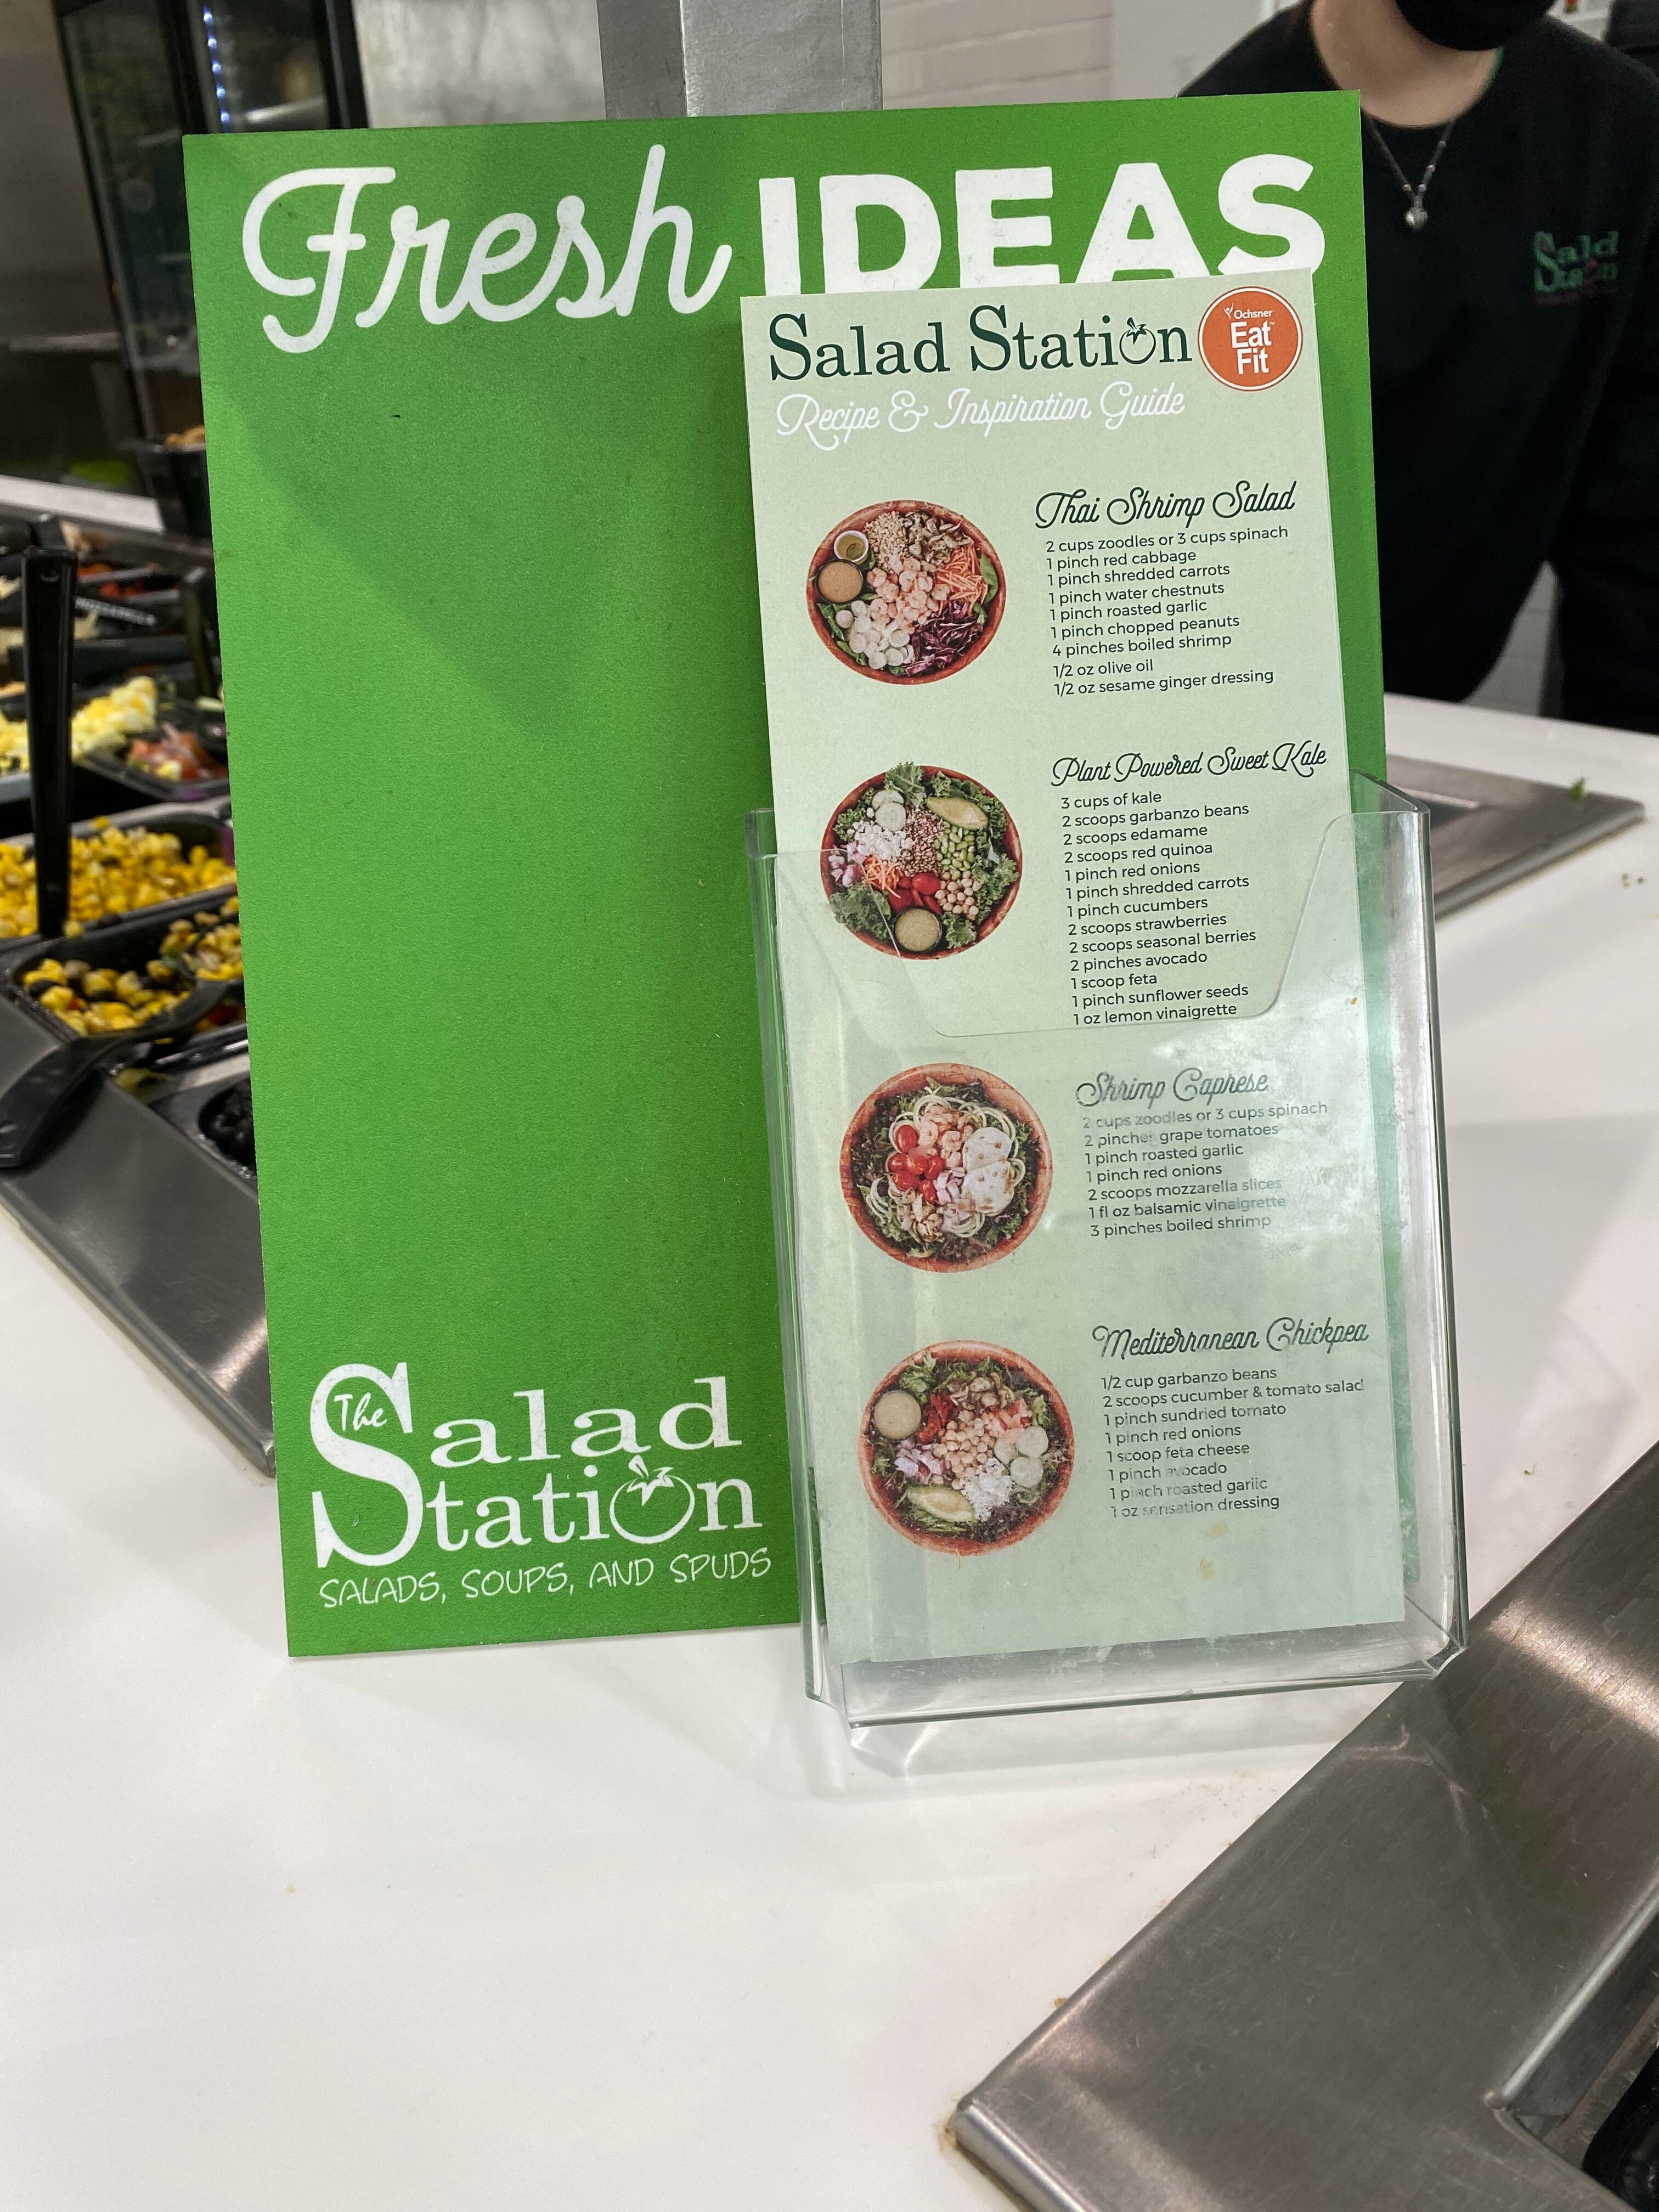 Fresh IDEAS
Salad Station
Ochsner
Eat
Fit
Recipe & Inspiration Guide
Thai Shrimp Salad
2 cups zoodles or 3 cups spinach
1 pinch red cabbage
1 pinch shredded carrots
1 pinch water chestnuts
1 pinch roasted garlic
1 pinch chopped peanuts
4 pinches boiled shrimp
1/2 oz olive oil
1/2 oz sesame ginger dressing
Plant Powered Sweet Kale
3 cups of kale
2 scoops garbanzo beans
2 scoops edamame
2 scoops red quinoa
1 pinch red onions
1 pinch shredded carrots
1 pinch cucumbers
2 scoops strawberries
2 scoops seasonal berries
2 pinches avocado
1 scoop feta
1 pinch sunflower seeds
1 oz lemon vinaigrette
Shrimp Caprese
2 cups zoodles or 3 cups spinach
2 pinches grape tomatoes
1 pinch roasted garlic
1 pinch red onions
2 scoops mozzarella slices
1 fl oz balsamic vinaigrette
3 pinches boiled shrimp
Mediterranean Chickpea
1/2 cup garbanzo beans
2 scoops cucumber & tomato salad
1 pinch sundried tomato
1 pinch red onions
1 scoop feta cheese
1 pinch avocado
1 pinch roasted garlic
1 oz sensation dressing
The Salad
Station
SALADS, SOUPS, AND SPUDS
Salad
Station